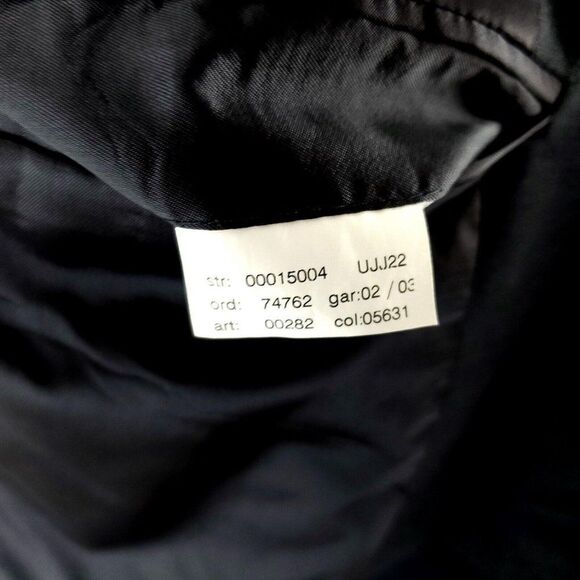 str: 00015004 UJJ22
ord: 74762 gar:02 / 03
art: 00282 col:05631